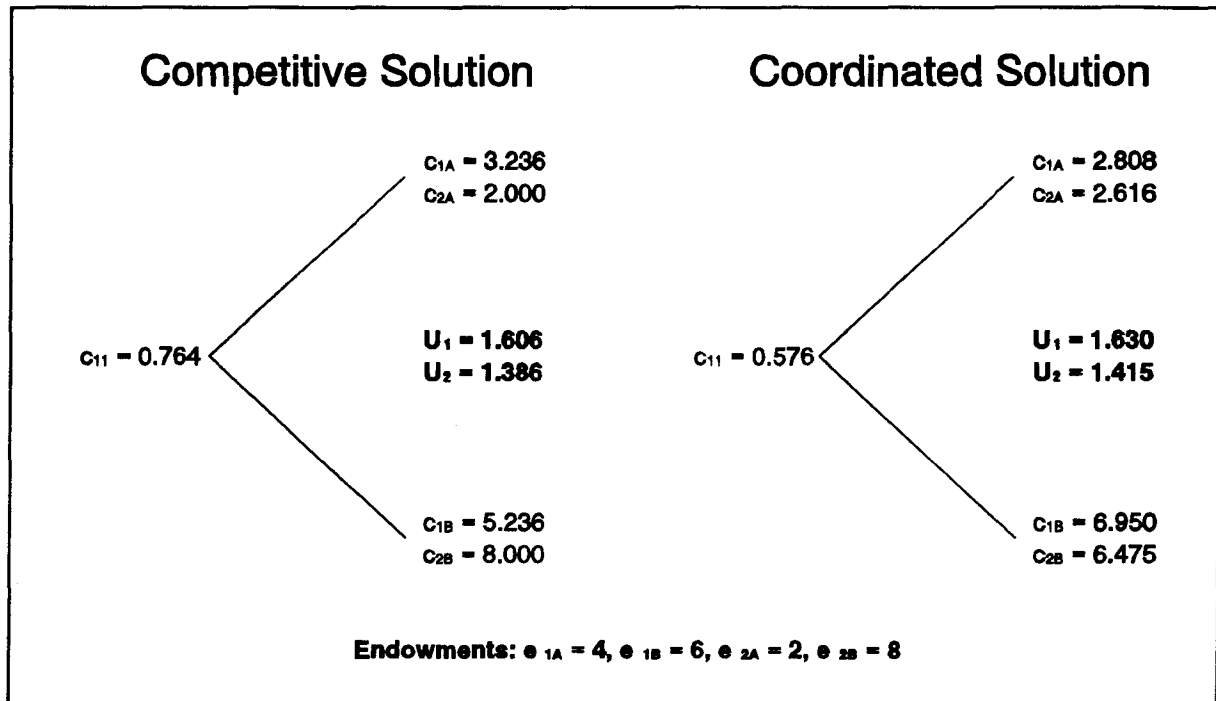 Competitive Solution
C1A = 3.236
C2A = 2.000
C11 = 0.764
U1 = 1.606
U2 = 1.386
C1B = 5.236
C2B = 8.000
Coordinated Solution
C1A = 2.808
C2A = 2.616
C11 = 0.576
U1 = 1.630
U2 = 1.415
C1B = 6.950
C2B = 6.475
Endowments: e 1A = 4, e 1B = 6, e 2A = 2, e 2B = 8